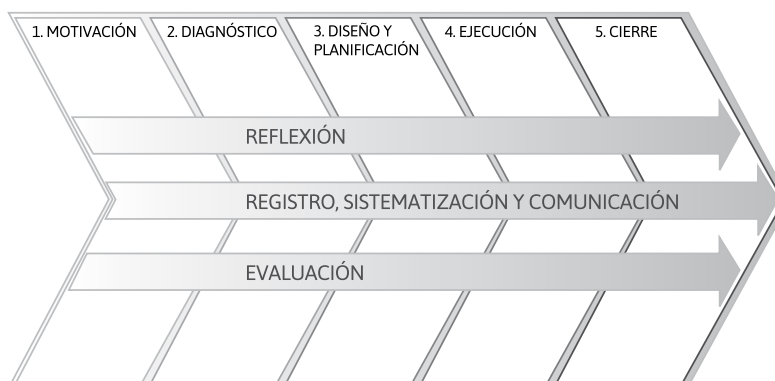 1. MOTIVACIÓN
2. DIAGNÓSTICO
3. DISEÑO Y
PLANIFICACIÓN
4. EJECUCIÓN
5. CIERRE
REFLEXIÓN
REGISTRO, SISTEMATIZACIÓN Y COMUNICACIÓN
EVALUACIÓN